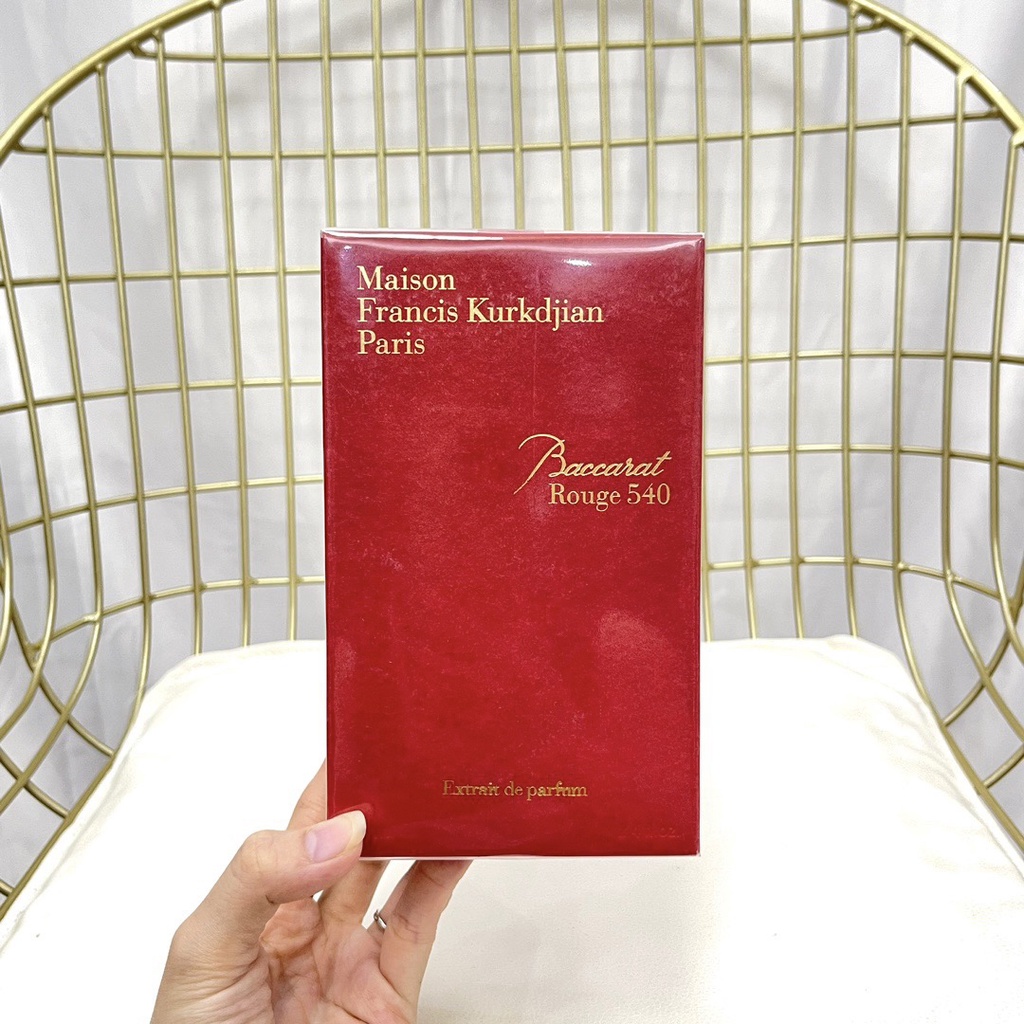 Maison
Francis Kurkdjian
Paris
Baccarat
Rouge 540
Extrait de parfum